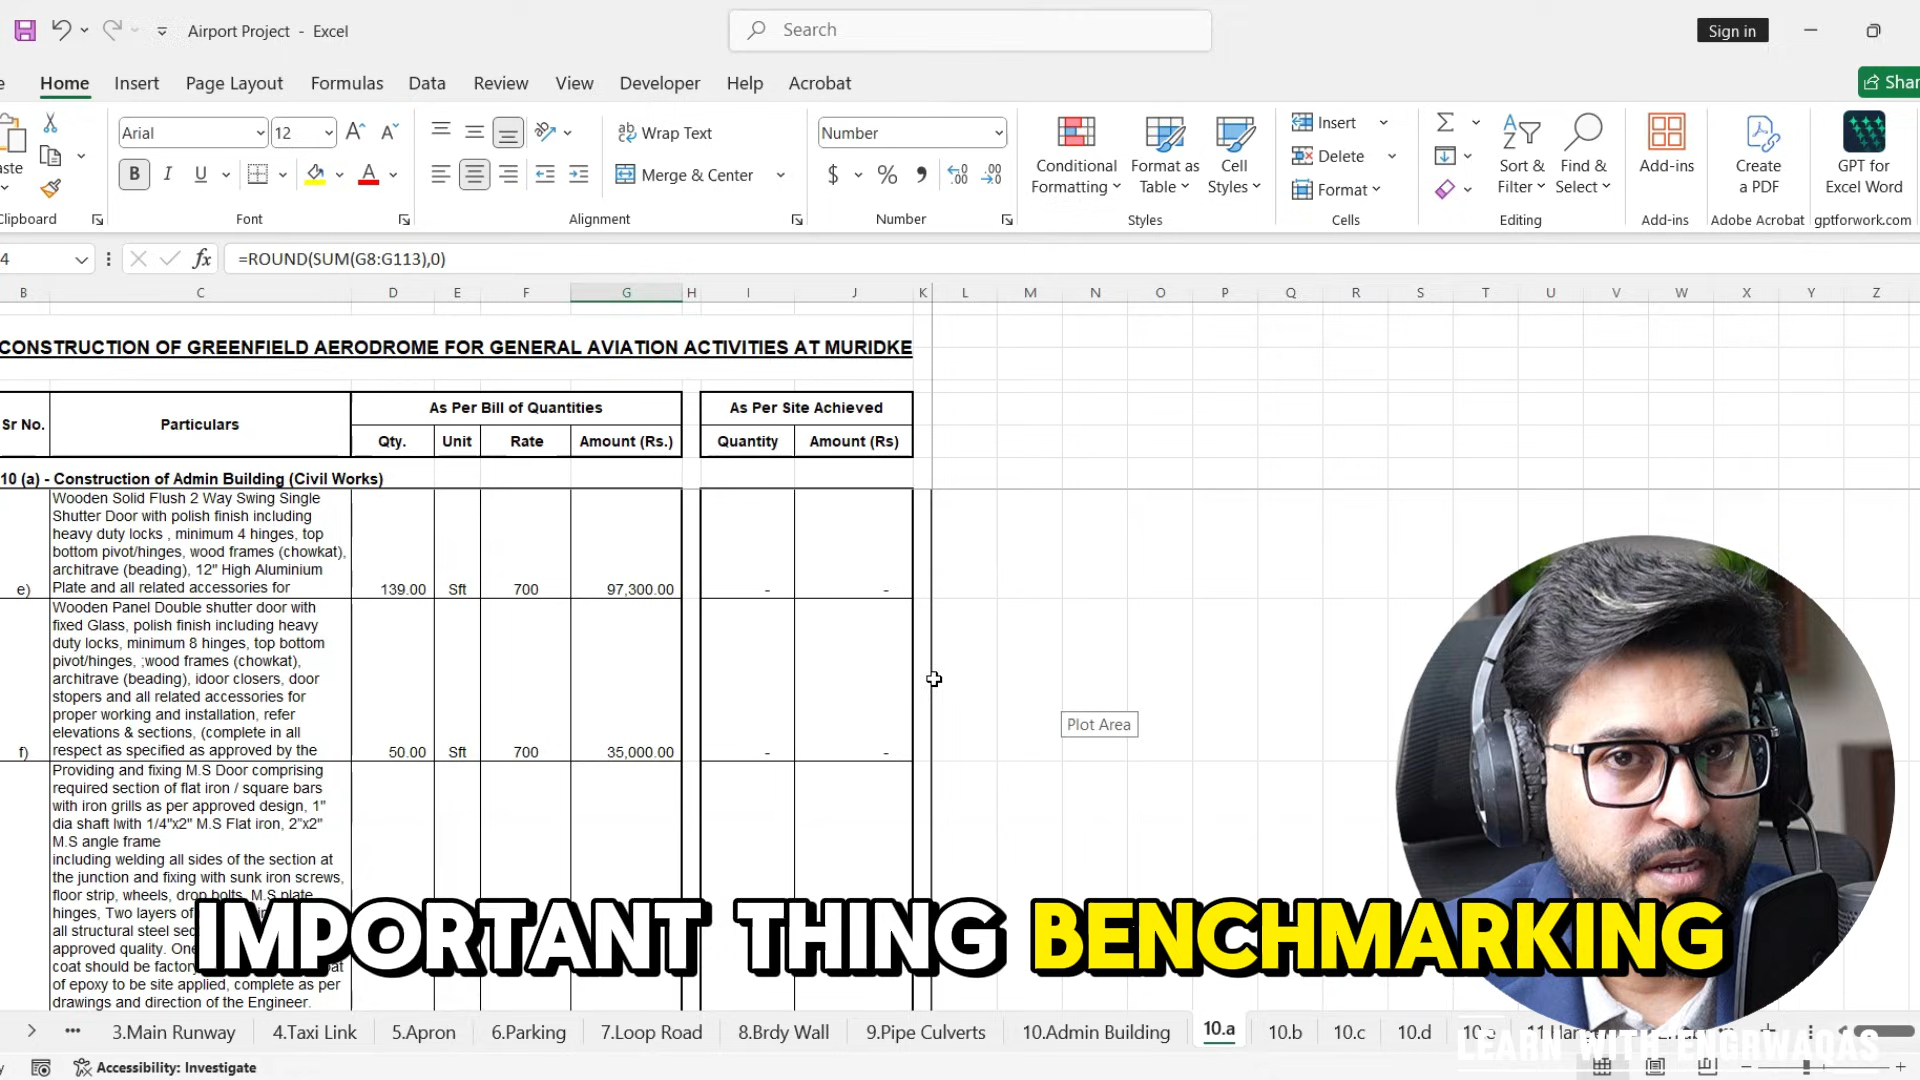 Airport Project - Excel
Search
Sign in
Home Insert Page Layout Formulas Data Review View Developer Help Acrobat
Arial 12
Wrap Text
Number
Insert
Delete
Format
B I U
Merge & Center
$ %
Conditional Formatting
Format as Table
Cell Styles
Sort & Filter
Find & Select
Add-ins
Create a PDF
GPT for Excel Word
Font
Alignment
Number
Styles
Cells
Editing
Add-ins
Adobe Acrobat
gptforwork.com
4 fx =ROUND(SUM(G8:G113),0)
B C D E F G H I J K L M N O P Q R S T U V W X Y Z
CONSTRUCTION OF GREENFIELD AERODROME FOR GENERAL AVIATION ACTIVITIES AT MURIDKE
Sr No. Particulars As Per Bill of Quantities As Per Site Achieved
Qty. Unit Rate Amount (Rs.) Quantity Amount (Rs)
10 (a) - Construction of Admin Building (Civil Works)
Wooden Solid Flush 2 Way Swing Single
Shutter Door with polish finish including
heavy duty locks , minimum 4 hinges, top
bottom pivot/hinges, wood frames (chowkat),
architrave (beading), 12" High Aluminium
Plate and all related accessories for
e) 139.00 Sft 700 97,300.00 - -
Wooden Panel Double shutter door with
fixed Glass, polish finish including heavy
duty locks, minimum 8 hinges, top bottom
pivot/hinges, ;wood frames (chowkat),
architrave (beading), idoor closers, door
stopers and all related accessories for
proper working and installation, refer
elevations & sections, (complete in all
respect as specified as approved by the
f) 50.00 Sft 700 35,000.00 - -
Plot Area
Providing and fixing M.S Door comprising
required section of flat iron / square bars
with iron grills as per approved design, 1"
dia shaft lwith 1/4"x2" M.S Flat iron, 2"x2"
M.S angle frame
including welding all sides of the section at
the junction and fixing with sunk iron screws,
floor strip, wheels, drop bolts, M.S plate
hinges, Two layers of
all structural steel
approved quality.
coat should be factory
of epoxy to be site applied, complete as per
drawings and direction of the Engineer.
IMPORTANT THING BENCHMARKING
3.Main Runway 4.Taxi Link 5.Apron 6.Parking 7.Loop Road 8.Brdy Wall 9.Pipe Culverts 10.Admin Building 10.a 10.b 10.c 10.d
LEARN WITH ENGRWAQAS
Accessibility: Investigate